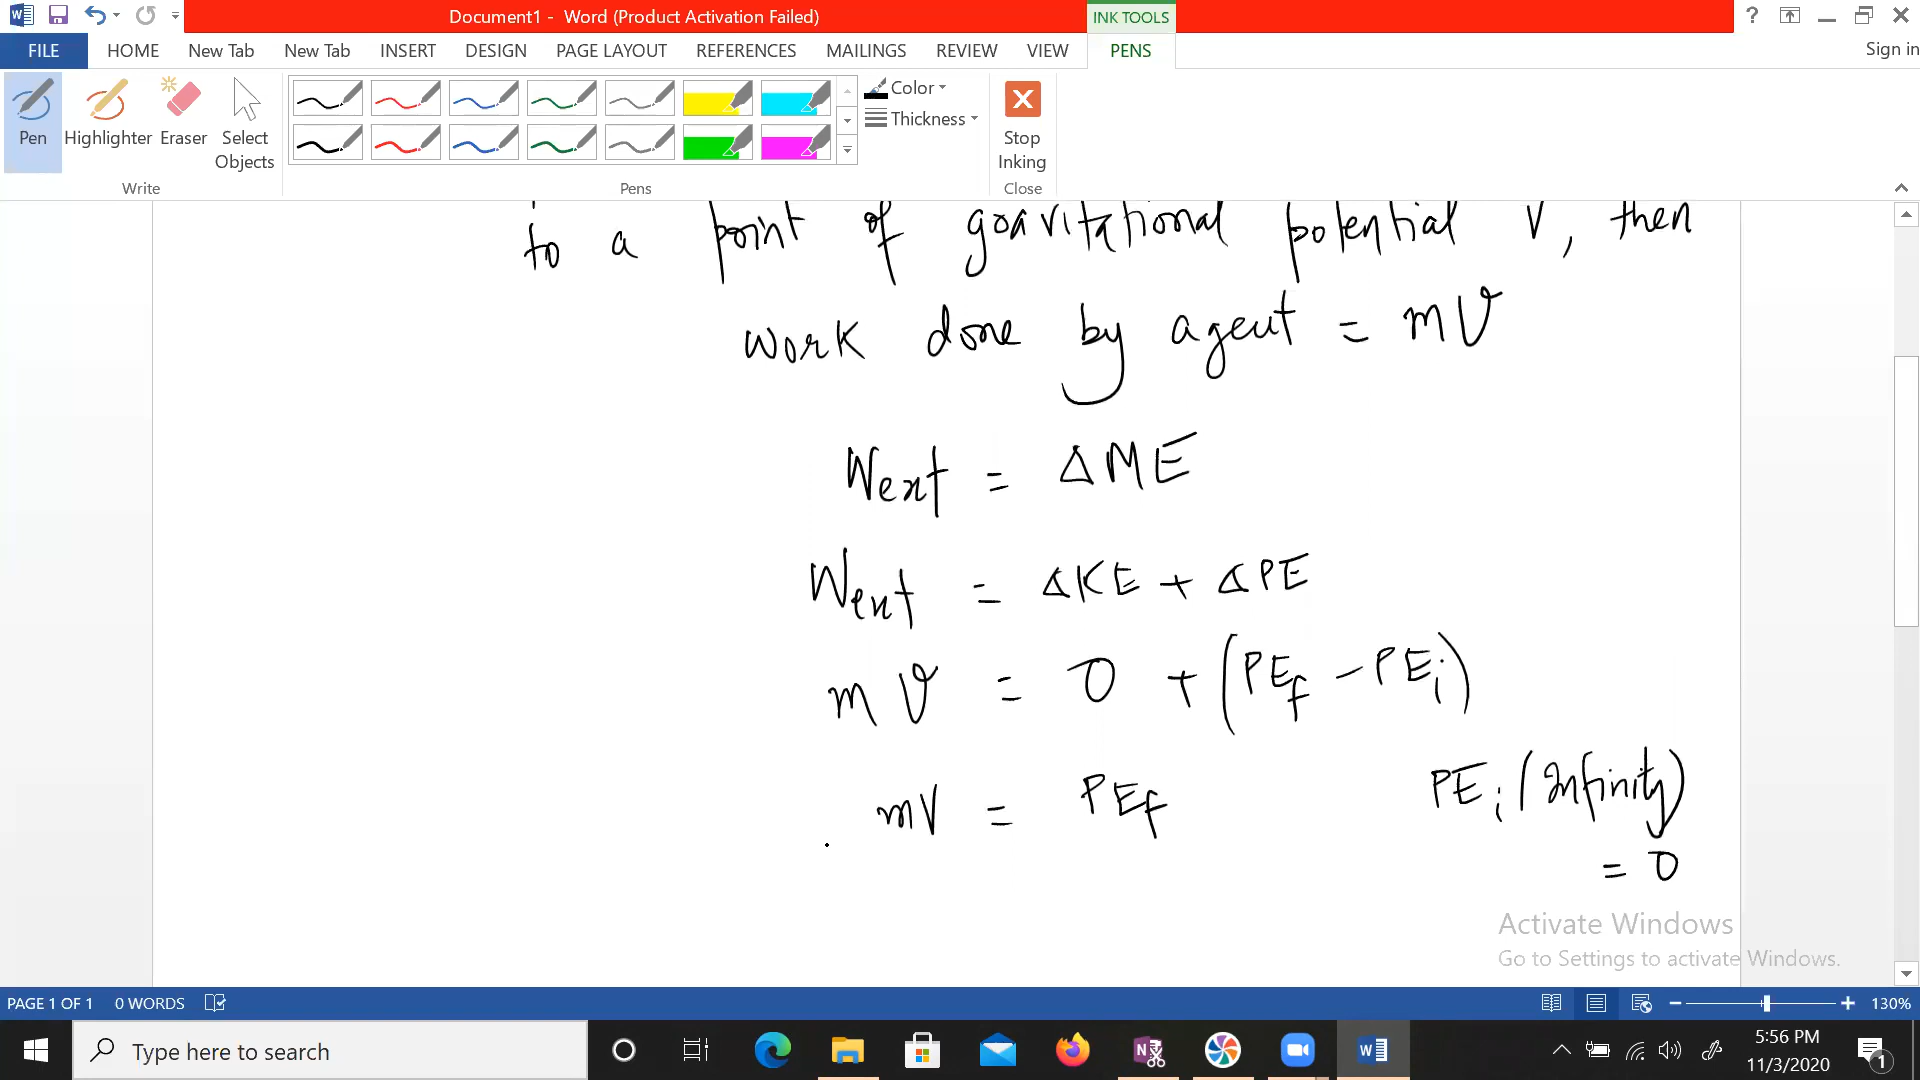 Document1 - Word (Product Activation Failed)
INK TOOLS
?
FILE HOME New Tab New Tab INSERT DESIGN PAGE LAYOUT REFERENCES MAILINGS REVIEW VIEW PENS
Sign in
Pen Highlighter Eraser Select Objects
Color
Thickness
Stop Inking
Write Pens Close
to a point of gravitational potential V, then
work done by agent = mV
Wext = ΔME
Wext = ΔKE + ΔPE
mV = 0 + (PEf - PEi)
mV = PEf PEi (Infinity)
= 0
Activate Windows
Go to Settings to activate Windows.
PAGE 1 OF 1 0 WORDS 130%
Type here to search
5:56 PM
11/3/2020
1